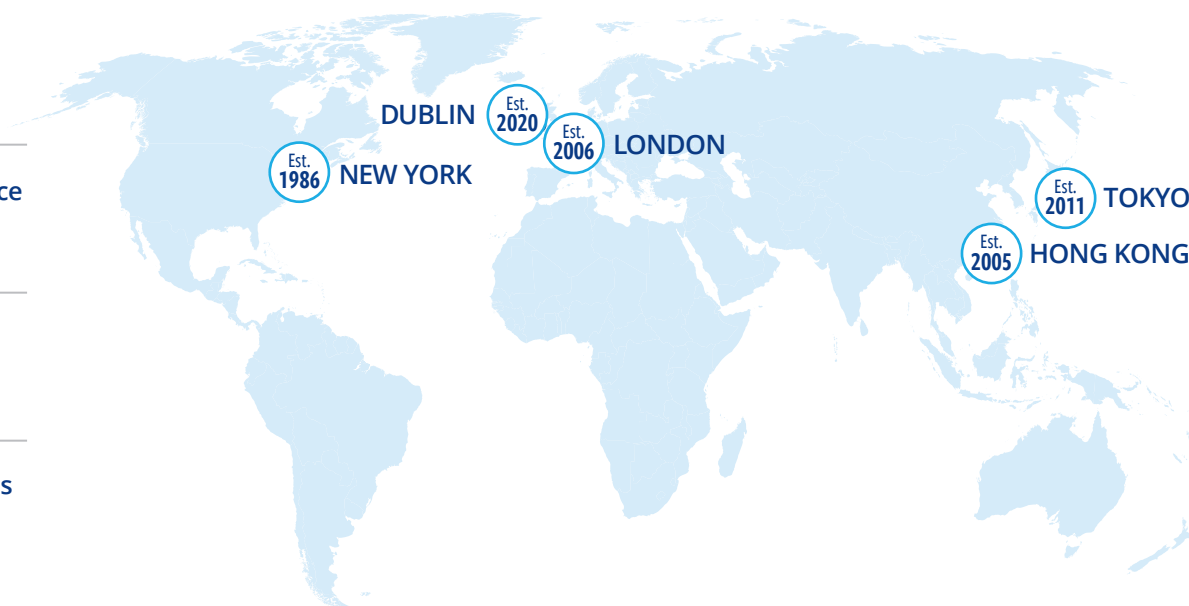 Est.
2020
DUBLIN
Est.
2006
LONDON
Est.
1986
NEW YORK
ce
Est.
2011
TOKYO
Est.
2005
HONG KONG
s